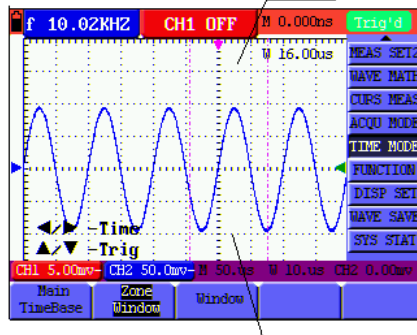 f 10.02KHZ CH1 OFF M 0.000ns Trig'd
W 16.00us
MEAS SET2
WAVE MATH
CURS MEAS
ACQU MODE
TIME MODE
FUNCTION
DISP SET
WAVE SAVE
SYS STAT
◀/▶ -Time
▲/▼ -Trig
CH1 5.00mv- CH2 50.0mv- M 50.us W 10.us CH2 0.00mv
Main TimeBase
Zone Window
Window